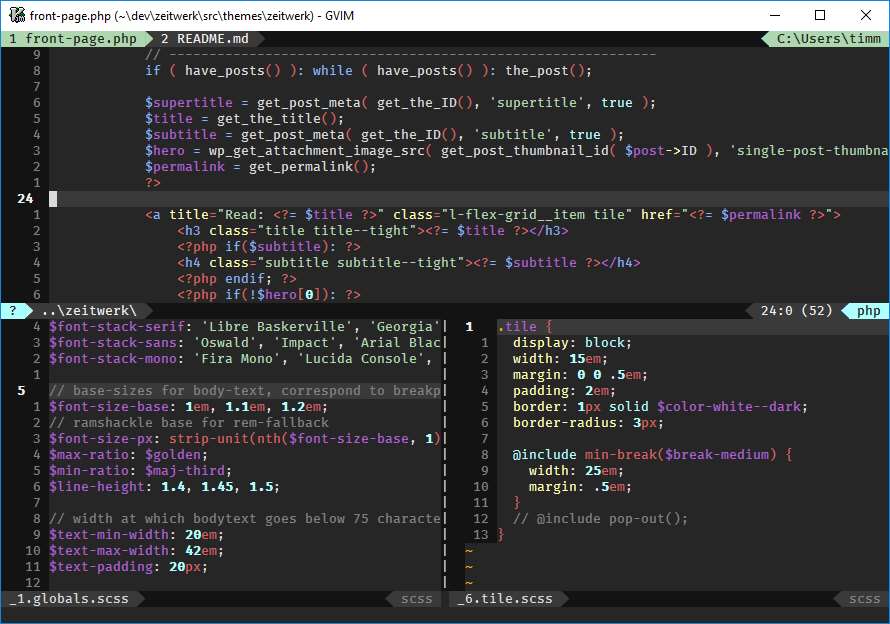 front-page.php (~\dev\zeitwerk\src\themes\zeitwerk) - GVIM
1 front-page.php 2 README.md C:\Users\timm
9 // -------------------------------------------------------------
8 if ( have_posts() ): while ( have_posts() ): the_post();
7
6 $supertitle = get_post_meta( get_the_ID(), 'supertitle', true );
5 $title = get_the_title();
4 $subtitle = get_post_meta( get_the_ID(), 'subtitle', true );
3 $hero = wp_get_attachment_image_src( get_post_thumbnail_id( $post->ID ), 'single-post-thumbna
2 $permalink = get_permalink();
1 ?>
24
1 <a title="Read: <?= $title ?>" class="l-flex-grid__item tile" href="<?= $permalink ?>">
2 <h3 class="title title--tight"><?= $title ?></h3>
3 <?php if($subtitle): ?>
4 <h4 class="subtitle subtitle--tight"><?= $subtitle ?></h4>
5 <?php endif; ?>
6 <?php if(!$hero[0]): ?>
? ..\zeitwerk\ 24:0 (52) php
4 $font-stack-serif: 'Libre Baskerville', 'Georgia'
3 $font-stack-sans: 'Oswald', 'Impact', 'Arial Blac
2 $font-stack-mono: 'Fira Mono', 'Lucida Console',
1
5 // base-sizes for body-text, correspond to breakp
1 $font-size-base: 1em, 1.1em, 1.2em;
2 // ramshackle base for rem-fallback
3 $font-size-px: strip-unit(nth($font-size-base, 1)
4 $max-ratio: $golden;
5 $min-ratio: $maj-third;
6 $line-height: 1.4, 1.45, 1.5;
7
8 // width at which bodytext goes below 75 characte
9 $text-min-width: 20em;
10 $text-max-width: 42em;
11 $text-padding: 20px;
12
_1.globals.scss scss
1 .tile {
1 display: block;
2 width: 15em;
3 margin: 0 0 .5em;
4 padding: 2em;
5 border: 1px solid $color-white--dark;
6 border-radius: 3px;
7
8 @include min-break($break-medium) {
9 width: 25em;
10 margin: .5em;
11 }
12 // @include pop-out();
13 }
~
~
~
_6.tile.scss scss